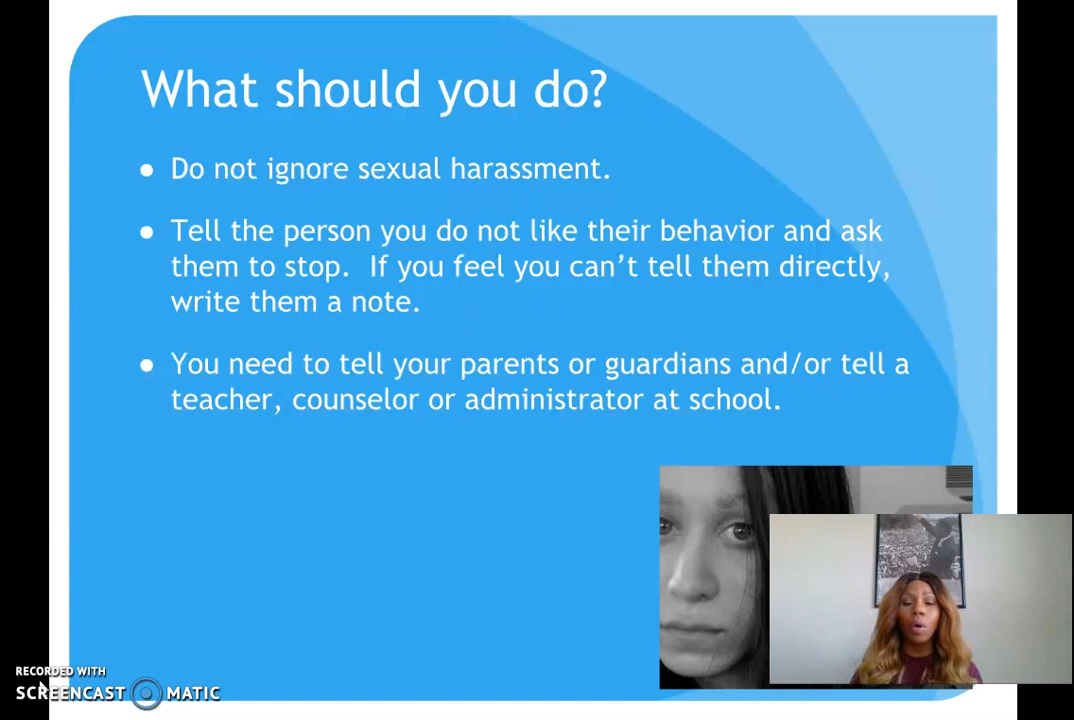 What should you do?
● Do not ignore sexual harassment.
● Tell the person you do not like their behavior and ask
them to stop.  If you feel you can't tell them directly,
write them a note.
● You need to tell your parents or guardians and/or tell a
teacher, counselor or administrator at school.
RECORDED WITH
SCREENCAST MATIC